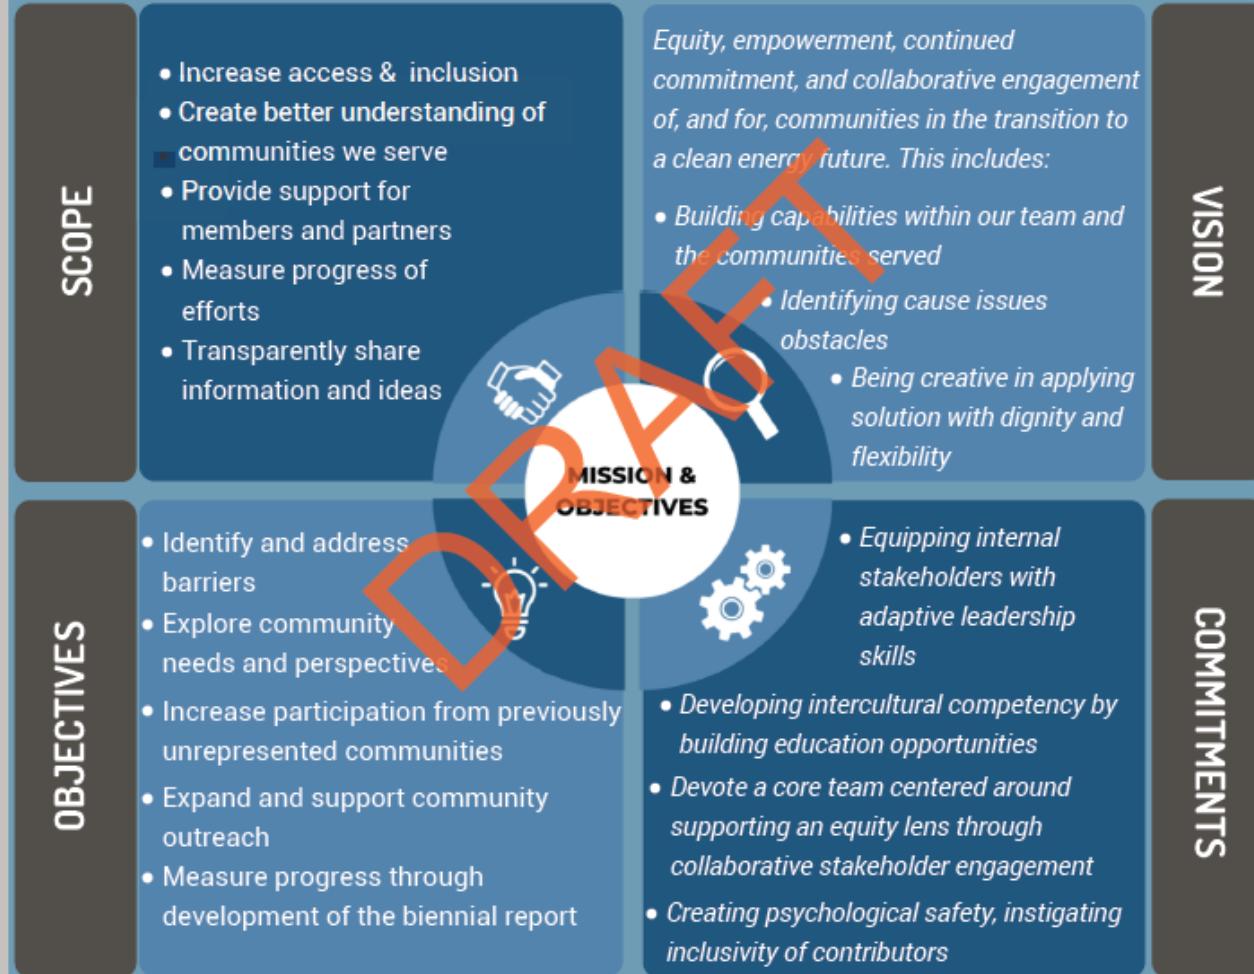 SCOPE
• Increase access & inclusion
• Create better understanding of
communities we serve
• Provide support for
members and partners
• Measure progress of
efforts
• Transparently share
information and ideas
Equity, empowerment, continued
commitment, and collaborative engagement
of, and for, communities in the transition to
a clean energy future. This includes:
• Building capabilities within our team and
the communities served
• Identifying cause issues
obstacles
• Being creative in applying
solution with dignity and
flexibility
VISION
MISSION &
OBJECTIVES
DRAFT
OBJECTIVES
• Identify and address
barriers
• Explore community
needs and perspectives
• Increase participation from previously
unrepresented communities
• Expand and support community
outreach
• Measure progress through
development of the biennial report
• Equipping internal
stakeholders with
adaptive leadership
skills
• Developing intercultural competency by
building education opportunities
• Devote a core team centered around
supporting an equity lens through
collaborative stakeholder engagement
• Creating psychological safety, instigating
inclusivity of contributors
COMMITMENTS